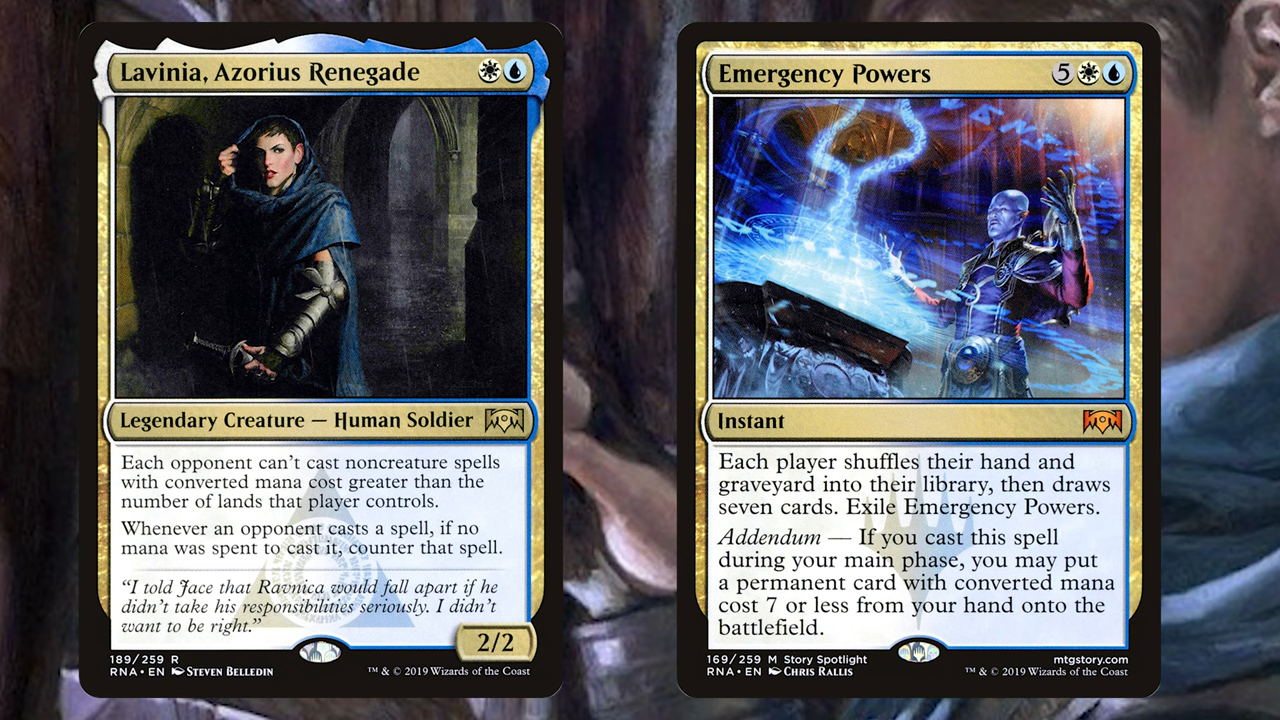 Lavinia, Azorius Renegade
Legendary Creature — Human Soldier
Each opponent can't cast noncreature spells
with converted mana cost greater than the
number of lands that player controls.
Whenever an opponent casts a spell, if no
mana was spent to cast it, counter that spell.
“I told Jace that Ravnica would fall apart if he
didn't take his responsibilities seriously. I didn't
want to be right.”
2/2
189/259 R
RNA • EN Steven Belledin
™ & © 2019 Wizards of the Coast
Emergency Powers 5
Instant
Each player shuffles their hand and
graveyard into their library, then draws
seven cards. Exile Emergency Powers.
Addendum — If you cast this spell
during your main phase, you may put
a permanent card with converted mana
cost 7 or less from your hand onto the
battlefield.
169/259 M Story Spotlight
RNA • EN Chris Rallis
mtgstory.com
™ & © 2019 Wizards of the Coast